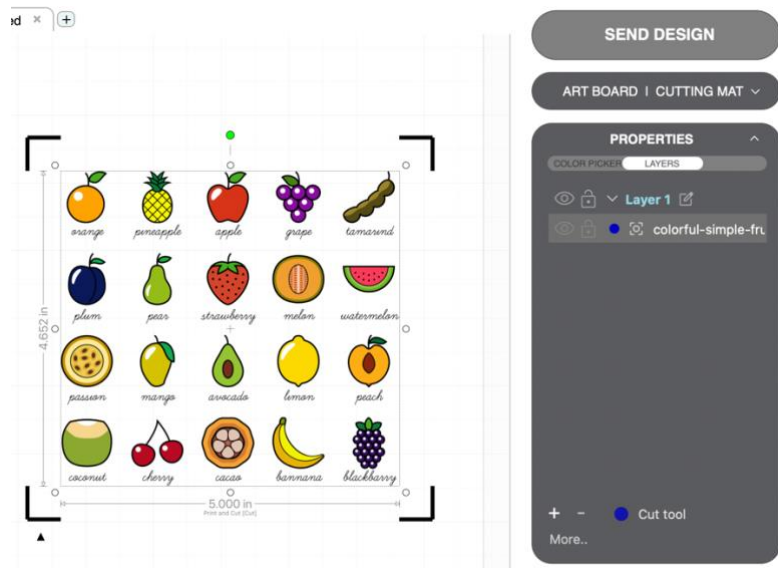 ed × +
SEND DESIGN
ART BOARD | CUTTING MAT
PROPERTIES
COLOR PICKER LAYERS
Layer 1
colorful-simple-fru
orange pineapple apple grape tamarind
plum pear strawberry melon watermelon
4.652 in
passion mango avocado limon peach
coconut cherry cacao bannana blackbarry
5.000 in
Print and Cut [Cut]
+ - Cut tool
More..